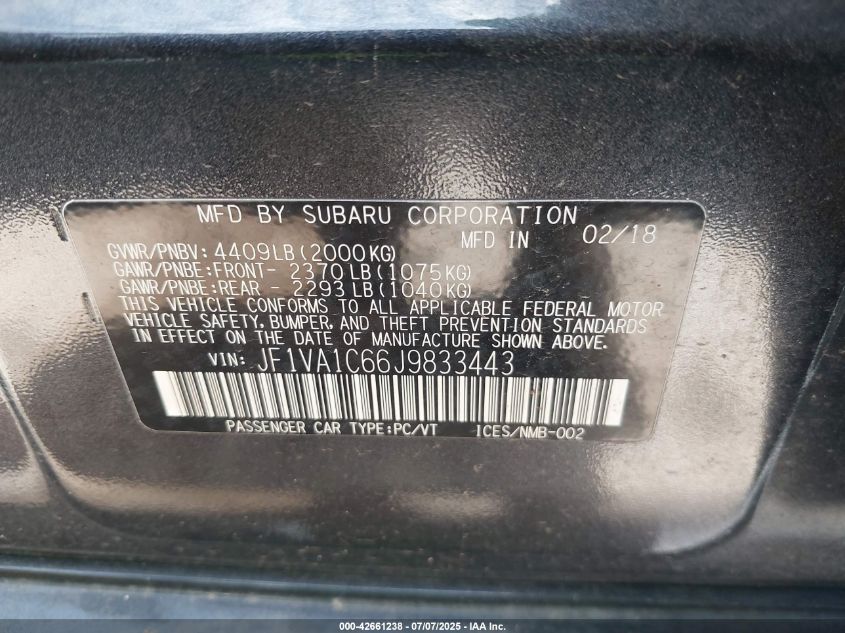 MFD BY SUBARU CORPORATION
MFD IN 02/18
GVWR/PNBV: 4409LB(2000KG)
GAWR/PNBE:FRONT- 2370LB(1075KG)
GAWR/PNBE:REAR - 2293LB(1040KG)
THIS VEHICLE CONFORMS TO ALL APPLICABLE FEDERAL MOTOR
VEHICLE SAFETY, BUMPER, AND THEFT PREVENTION STANDARDS
IN EFFECT ON THE DATE OF MANUFACTURE SHOWN ABOVE.
VIN: JF1VA1C66J9833443
PASSENGER CAR TYPE:PC/VT ICES/NMB-002
000-42661238 - 07/07/2025 - IAA Inc.